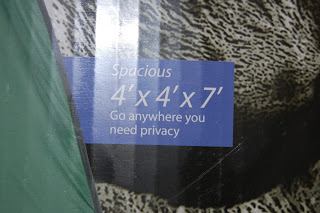 Spacious
4' x 4' x 7'
Go anywhere you
need privacy